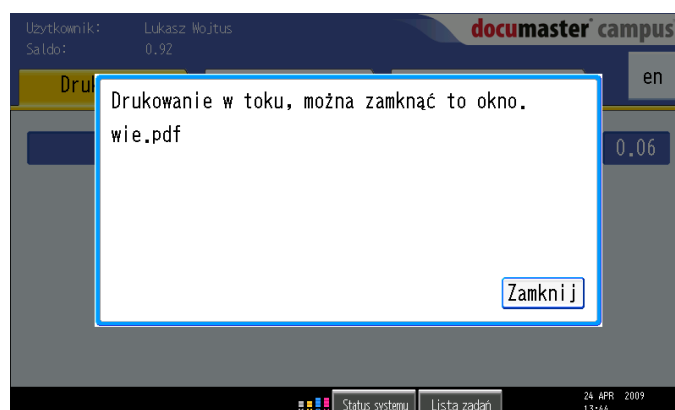 Użytkownik: Lukasz Wojtus
Saldo: 0.92
documaster campus
Druk
en
Drukowanie w toku, można zamknąć to okno.
wie.pdf
0.06
Zamknij
Status systemu
Lista zadań
24 APR 2009